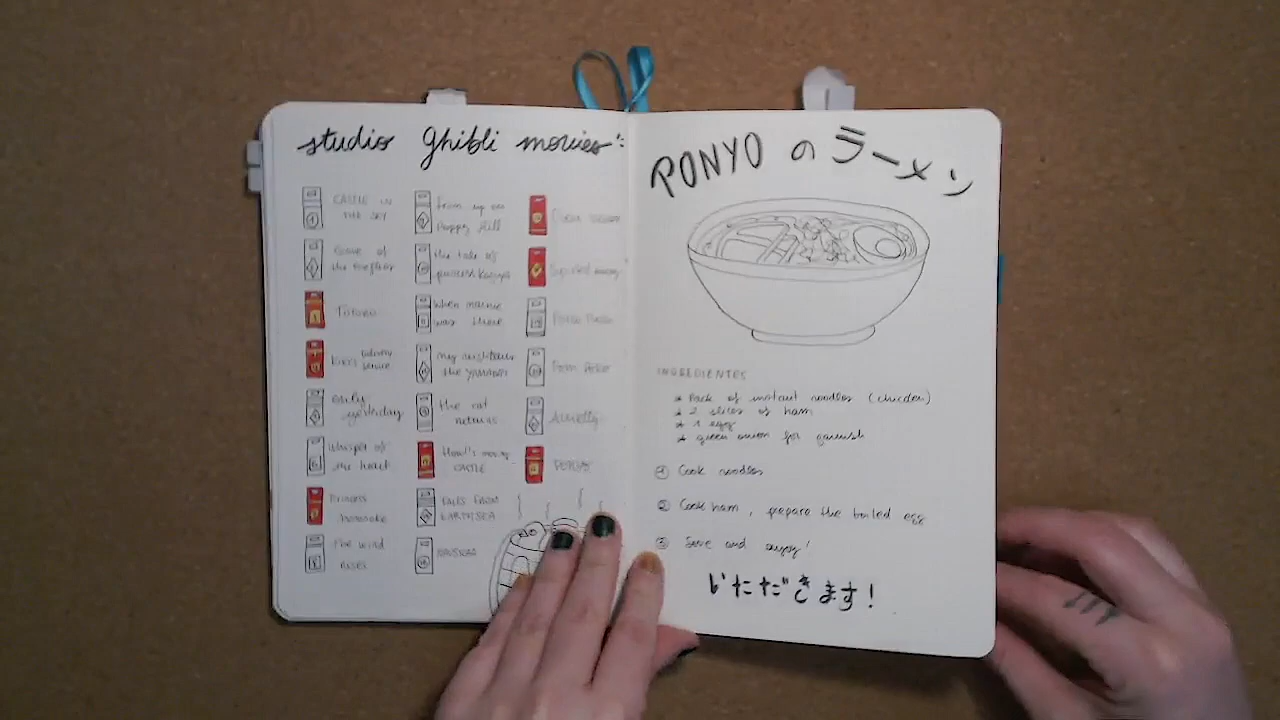 studio ghibli movies:
CASTLE IN
THE SKY
Grave of
the fireflies
Totoro
kiki's delivery
service
only
yesterday
whisper of
the heart
Princess
mononoke
the wind
rises
from up on
Poppy Hill
the tale of
princess kaguya
When marnie
was there
my neighbours
the YAMADAS
the cat
returns
Howl's moving
CASTLE
TALES FROM
EARTHSEA
NAUSICAA
Spirited away
Porco Rosso
Pom Poko
Arrietty
PONYO
PONYO のラーメン
INGREDIENTES
* Pack of instant noodles (chicken)
* 2 slices of ham
* 1 egg
* green onion for garnish
① Cook noodles
② Cook ham, prepare the boiled egg
③ Serve and enjoy!
いただきます!